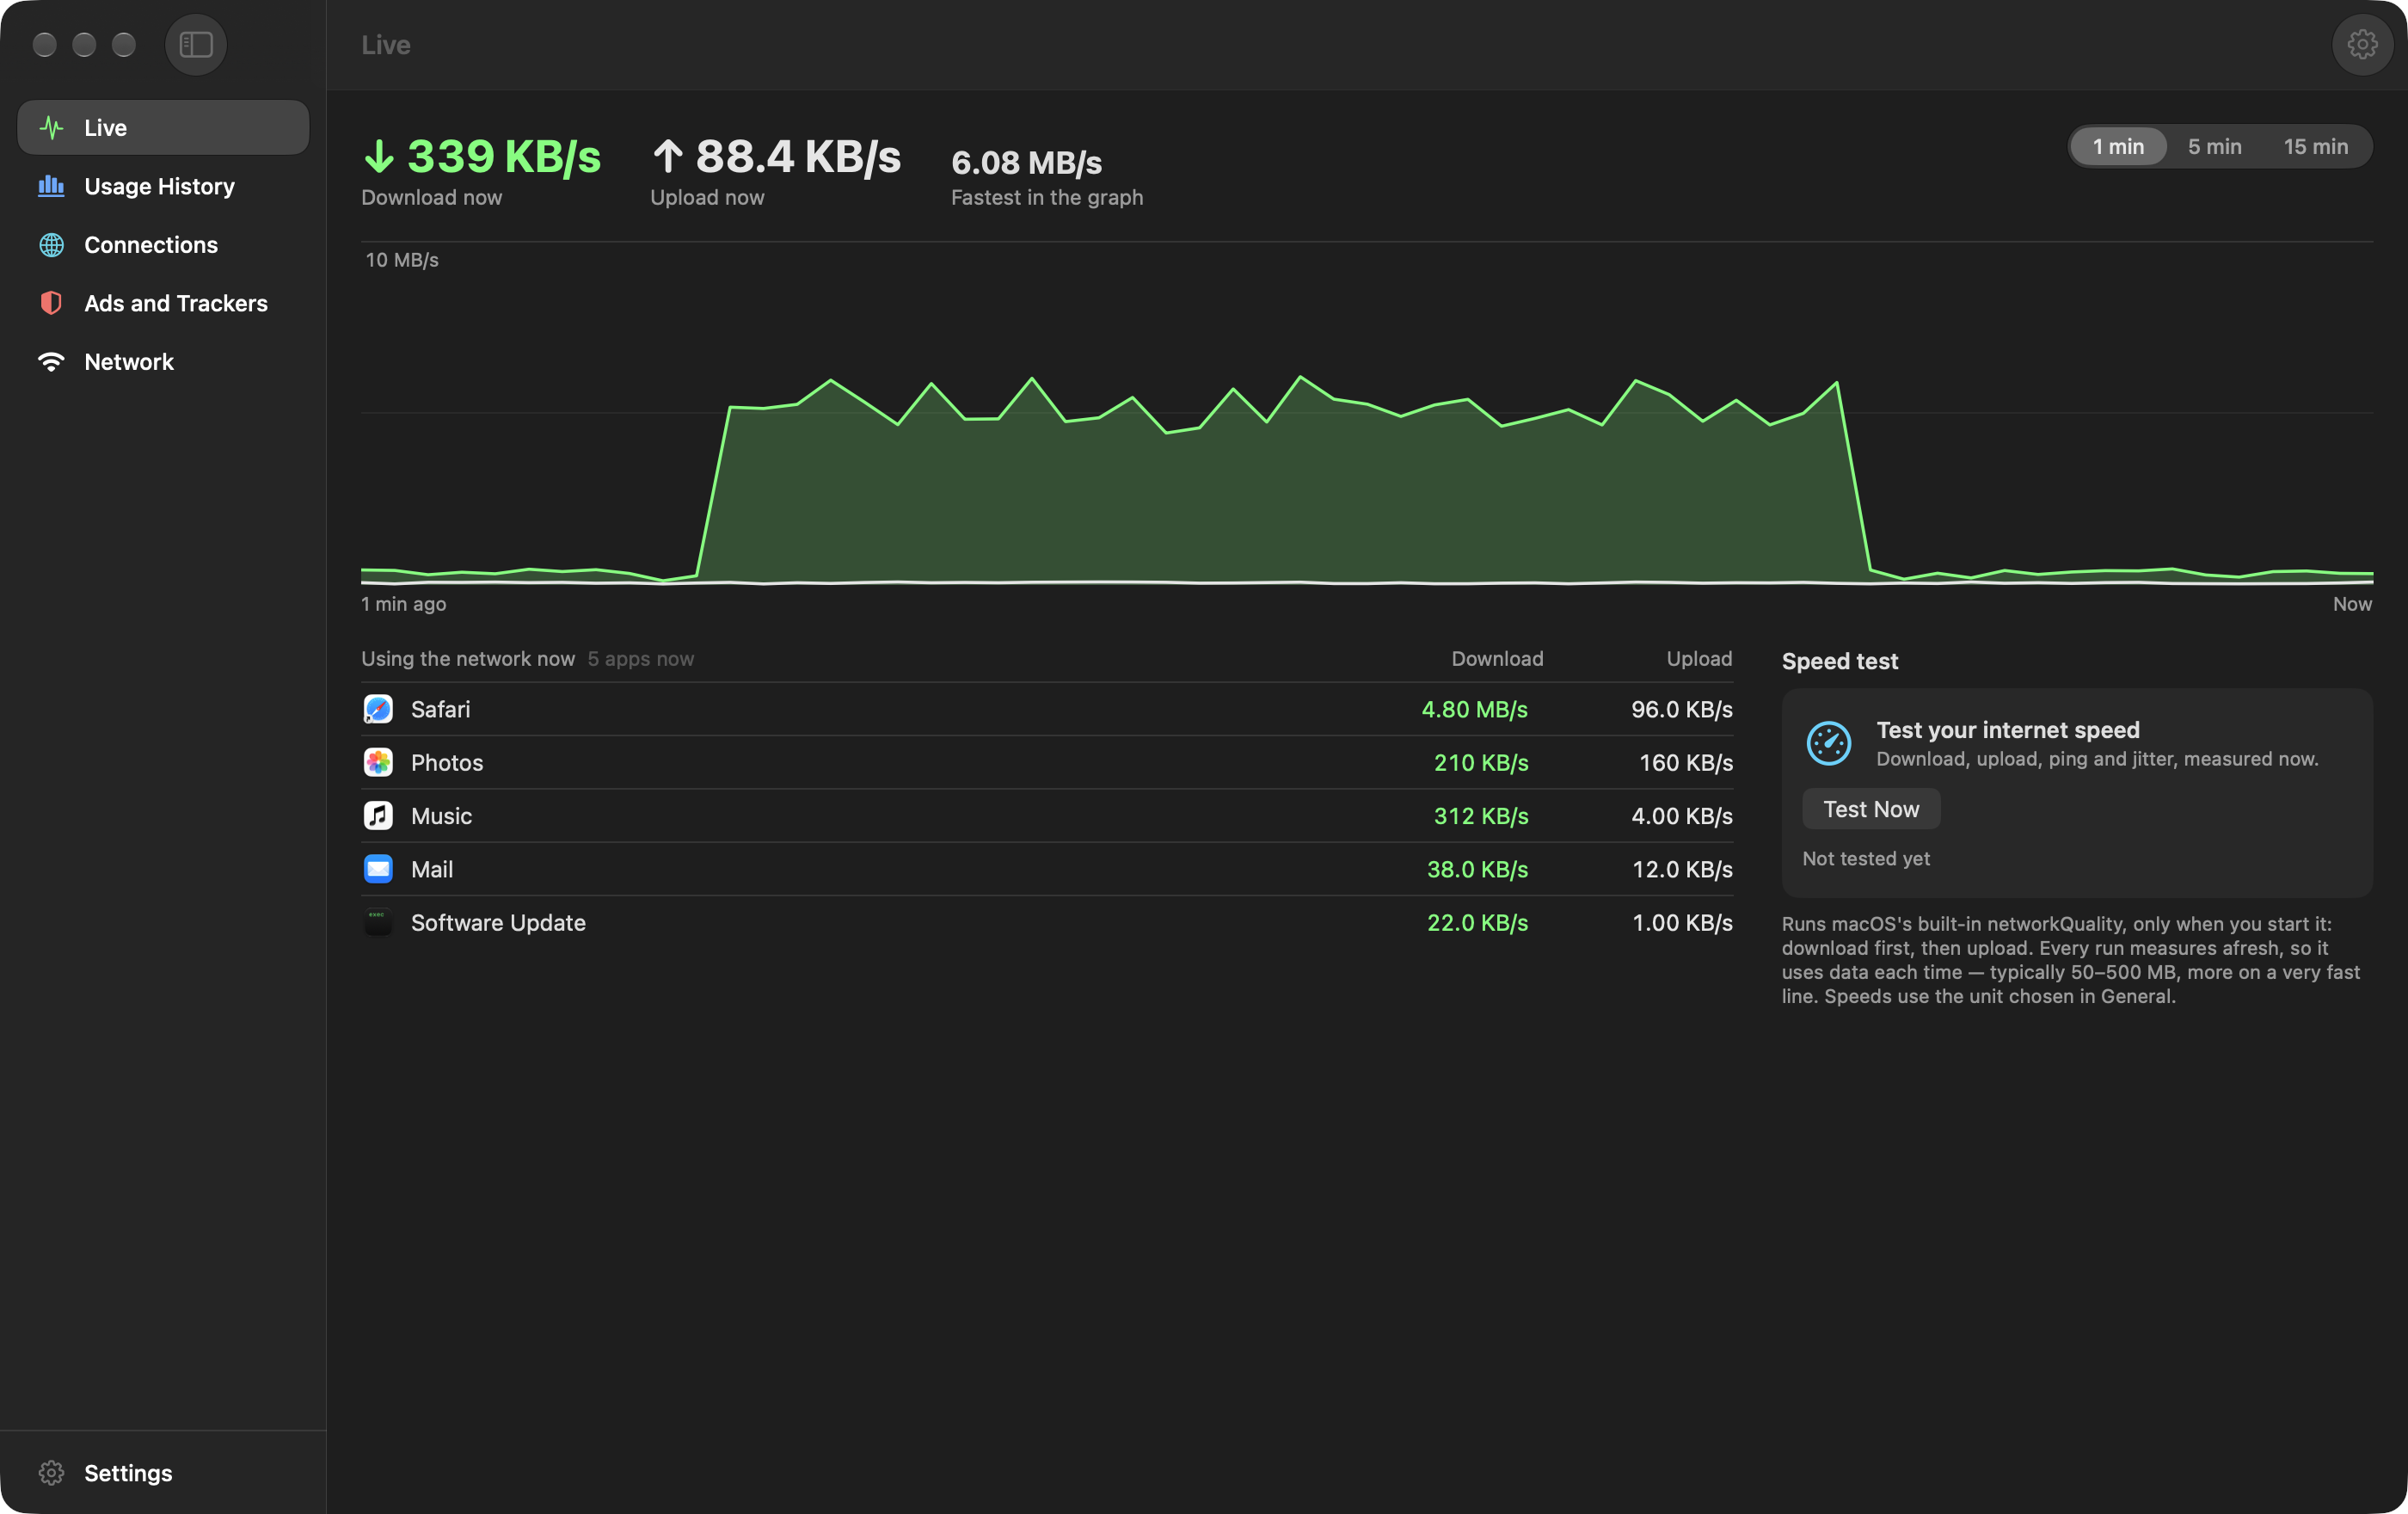 Live
Live
Usage History
Connections
Ads and Trackers
Network
Settings
↓ 339 KB/s
Download now
↑ 88.4 KB/s
Upload now
6.08 MB/s
Fastest in the graph
1 min 5 min 15 min
10 MB/s
1 min ago Now
Using the network now 5 apps now Download Upload
Safari 4.80 MB/s 96.0 KB/s
Photos 210 KB/s 160 KB/s
Music 312 KB/s 4.00 KB/s
Mail 38.0 KB/s 12.0 KB/s
Software Update 22.0 KB/s 1.00 KB/s
Speed test
Test your internet speed
Download, upload, ping and jitter, measured now.
Test Now
Not tested yet
Runs macOS's built-in networkQuality, only when you start it:
download first, then upload. Every run measures afresh, so it
uses data each time — typically 50–500 MB, more on a very fast
line. Speeds use the unit chosen in General.